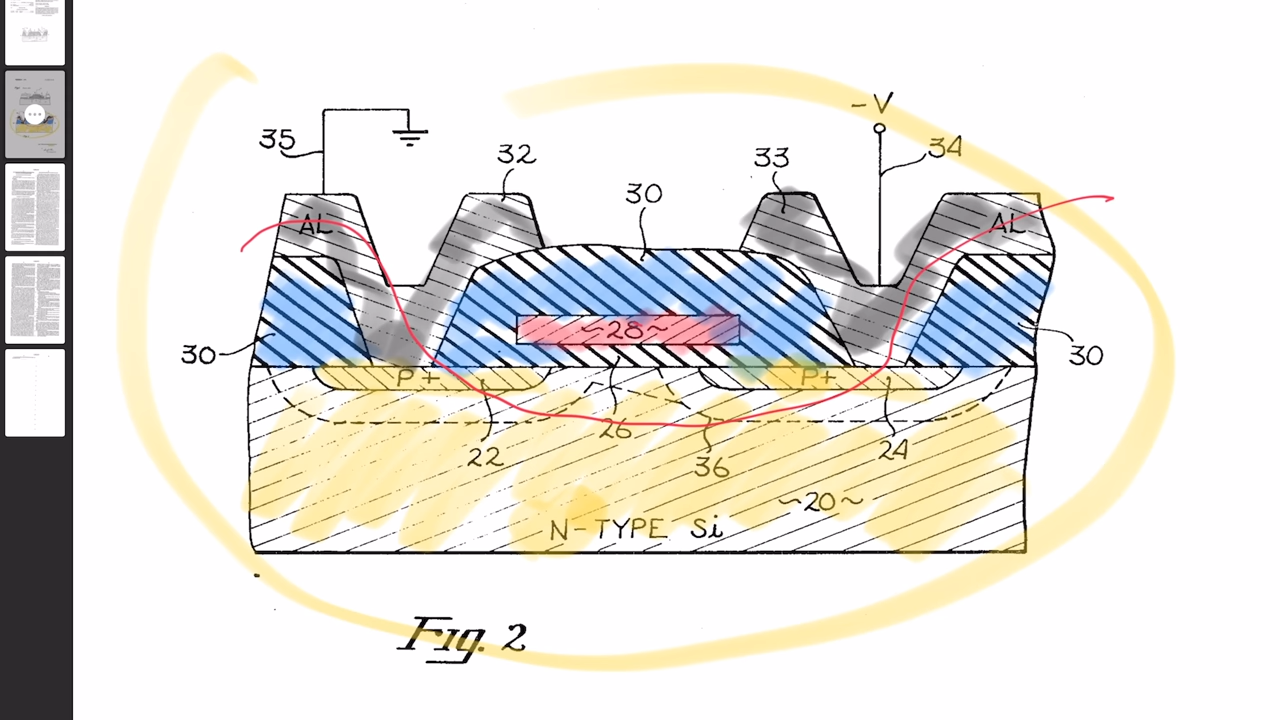 -V
35
32
33
34
30
AL
AL
~28~
30
30
P+
P+
26
22
24
36
~20~
N-TYPE Si
Fig. 2